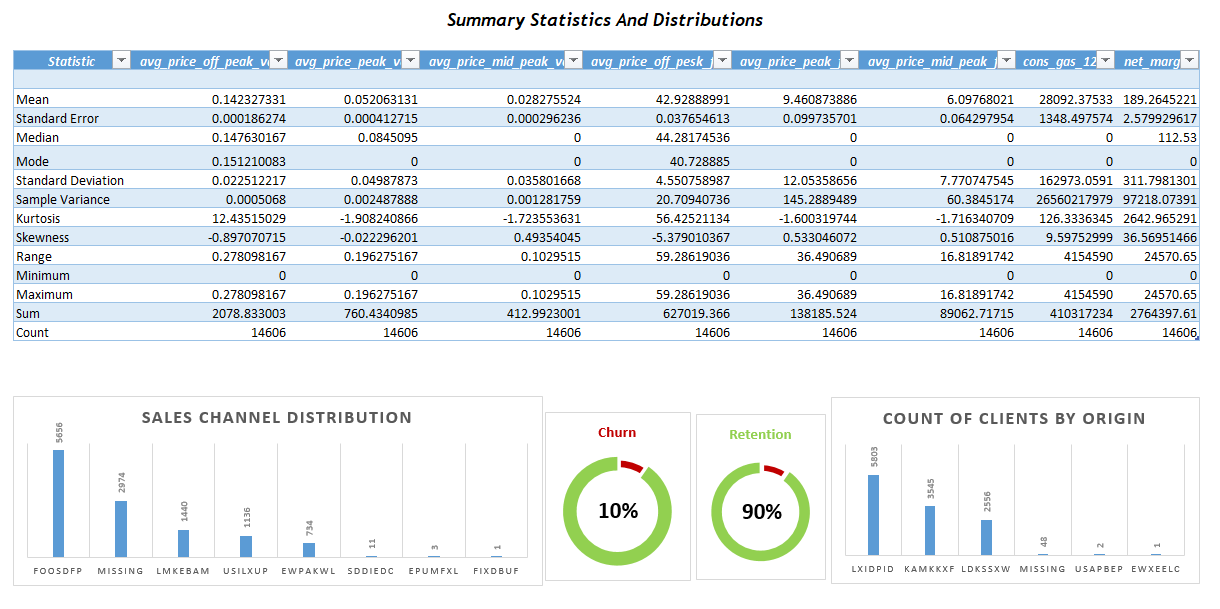 Summary Statistics And Distributions
Statistic avg_price_off_peak_v avg_price_peak_v avg_price_mid_peak_v avg_price_off_pesk_f avg_price_peak_f avg_price_mid_peak_f cons_gas_12 net_marg
Mean 0.142327331 0.052063131 0.028275524 42.92888991 9.460873886 6.09768021 28092.37533 189.2645221
Standard Error 0.000186274 0.000412715 0.000296236 0.037654613 0.099735701 0.064297954 1348.497574 2.579929617
Median 0.147630167 0.0845095 0 44.28174536 0 0 0 112.53
Mode 0.151210083 0 0 40.728885 0 0 0 0
Standard Deviation 0.022512217 0.04987873 0.035801668 4.550758987 12.05358656 7.770747545 162973.0591 311.7981301
Sample Variance 0.0005068 0.002487888 0.001281759 20.70940736 145.2889489 60.3845174 26560217979 97218.07391
Kurtosis 12.43515029 -1.908240866 -1.723553631 56.42521134 -1.600319744 -1.716340709 126.3336345 2642.965291
Skewness -0.897070715 -0.022296201 0.49354045 -5.379010367 0.533046072 0.510875016 9.59752999 36.56951466
Range 0.278098167 0.196275167 0.1029515 59.28619036 36.490689 16.81891742 4154590 24570.65
Minimum 0 0 0 0 0 0 0 0
Maximum 0.278098167 0.196275167 0.1029515 59.28619036 36.490689 16.81891742 4154590 24570.65
Sum 2078.833003 760.4340985 412.9923001 627019.366 138185.524 89062.71715 410317234 2764397.61
Count 14606 14606 14606 14606 14606 14606 14606 14606
SALES CHANNEL DISTRIBUTION
5656 2974 1440 1136 734 11 3 1
FOOSDFP MISSING LMKEBAM USILXUP EWPAKWL SDDIEDC EPUMFXL FIXDBUF
Churn
10%
Retention
90%
COUNT OF CLIENTS BY ORIGIN
5803 3545 2556 48 2 1
LXIDPID KAMKKXF LDKSSXW MISSING USAPBEP EWXEELC